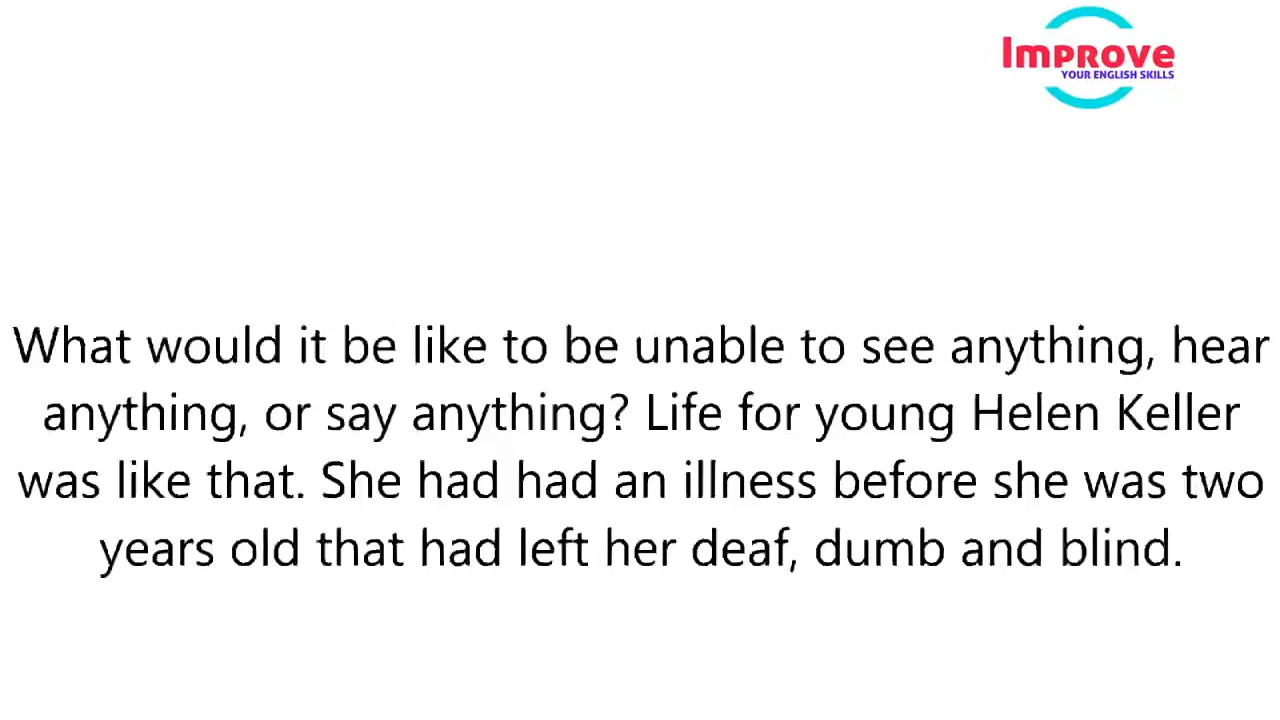 Improve
YOUR ENGLISH SKILLS
What would it be like to be unable to see anything, hear
anything, or say anything? Life for young Helen Keller
was like that. She had had an illness before she was two
years old that had left her deaf, dumb and blind.